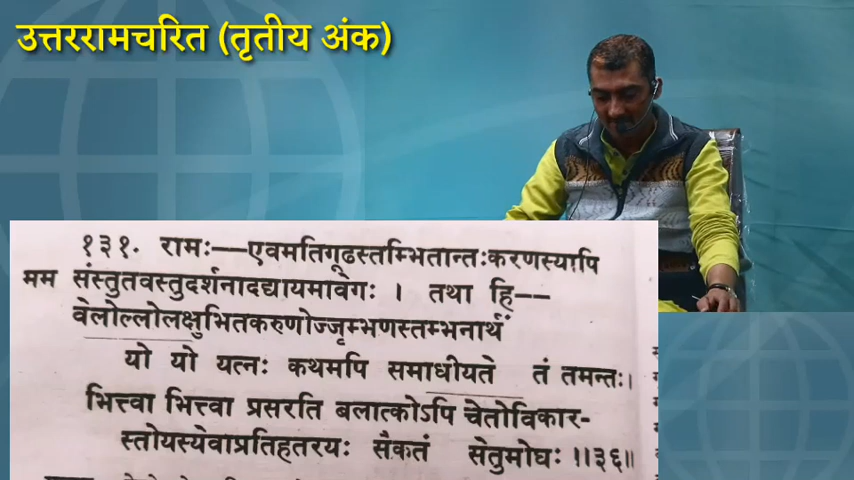 उत्तररामचरित (तृतीय अंक)
१३१. रामः—एवमतिगूढस्तम्भितान्तःकरणस्यापि
मम संस्तुतवस्तुदर्शनादद्यायमावेगः । तथा हि--
वेलोल्लोलक्षुभितकरुणोज्जृम्भणस्तम्भनार्थं
यो यो यत्नः कथमपि समाधीयते तं तमन्तः।
भित्त्वा भित्त्वा प्रसरति बलात्कोऽपि चेतोविकार-
स्तोयस्येवाप्रतिहतरयः सैकतं सेतुमोघः ।।३६॥